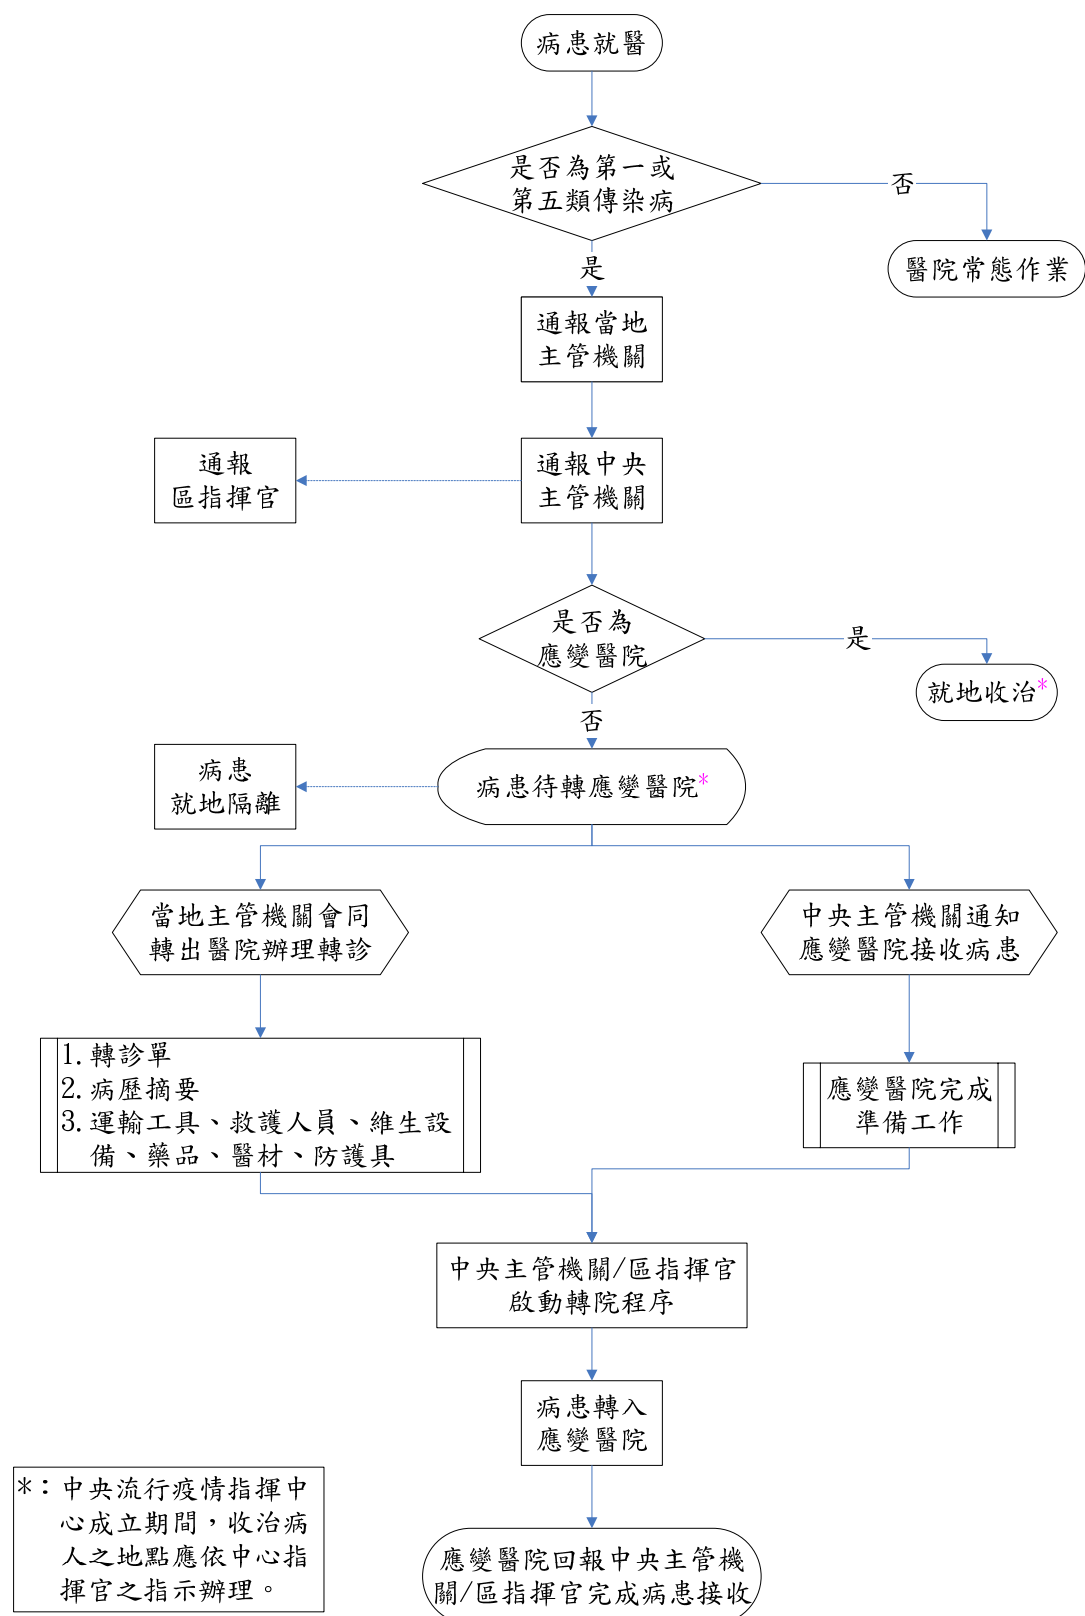 病患就醫
是否為第一或
第五類傳染病
否
醫院常態作業
是
通報當地
主管機關
通報
區指揮官
通報中央
主管機關
是否為
應變醫院
是
就地收治*
否
病患
就地隔離
病患待轉應變醫院*
當地主管機關會同
轉出醫院辦理轉診
中央主管機關通知
應變醫院接收病患
1.轉診單
2.病歷摘要
3.運輸工具、救護人員、維生設
備、藥品、醫材、防護具
應變醫院完成
準備工作
中央主管機關/區指揮官
啟動轉院程序
病患轉入
應變醫院
*：中央流行疫情指揮中
心成立期間，收治病
人之地點應依中心指
揮官之指示辦理。
應變醫院回報中央主管機
關/區指揮官完成病患接收